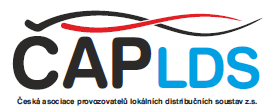 ČAPLDS
Česká asociace provozovatelů lokálních distribučních soustav z.s.